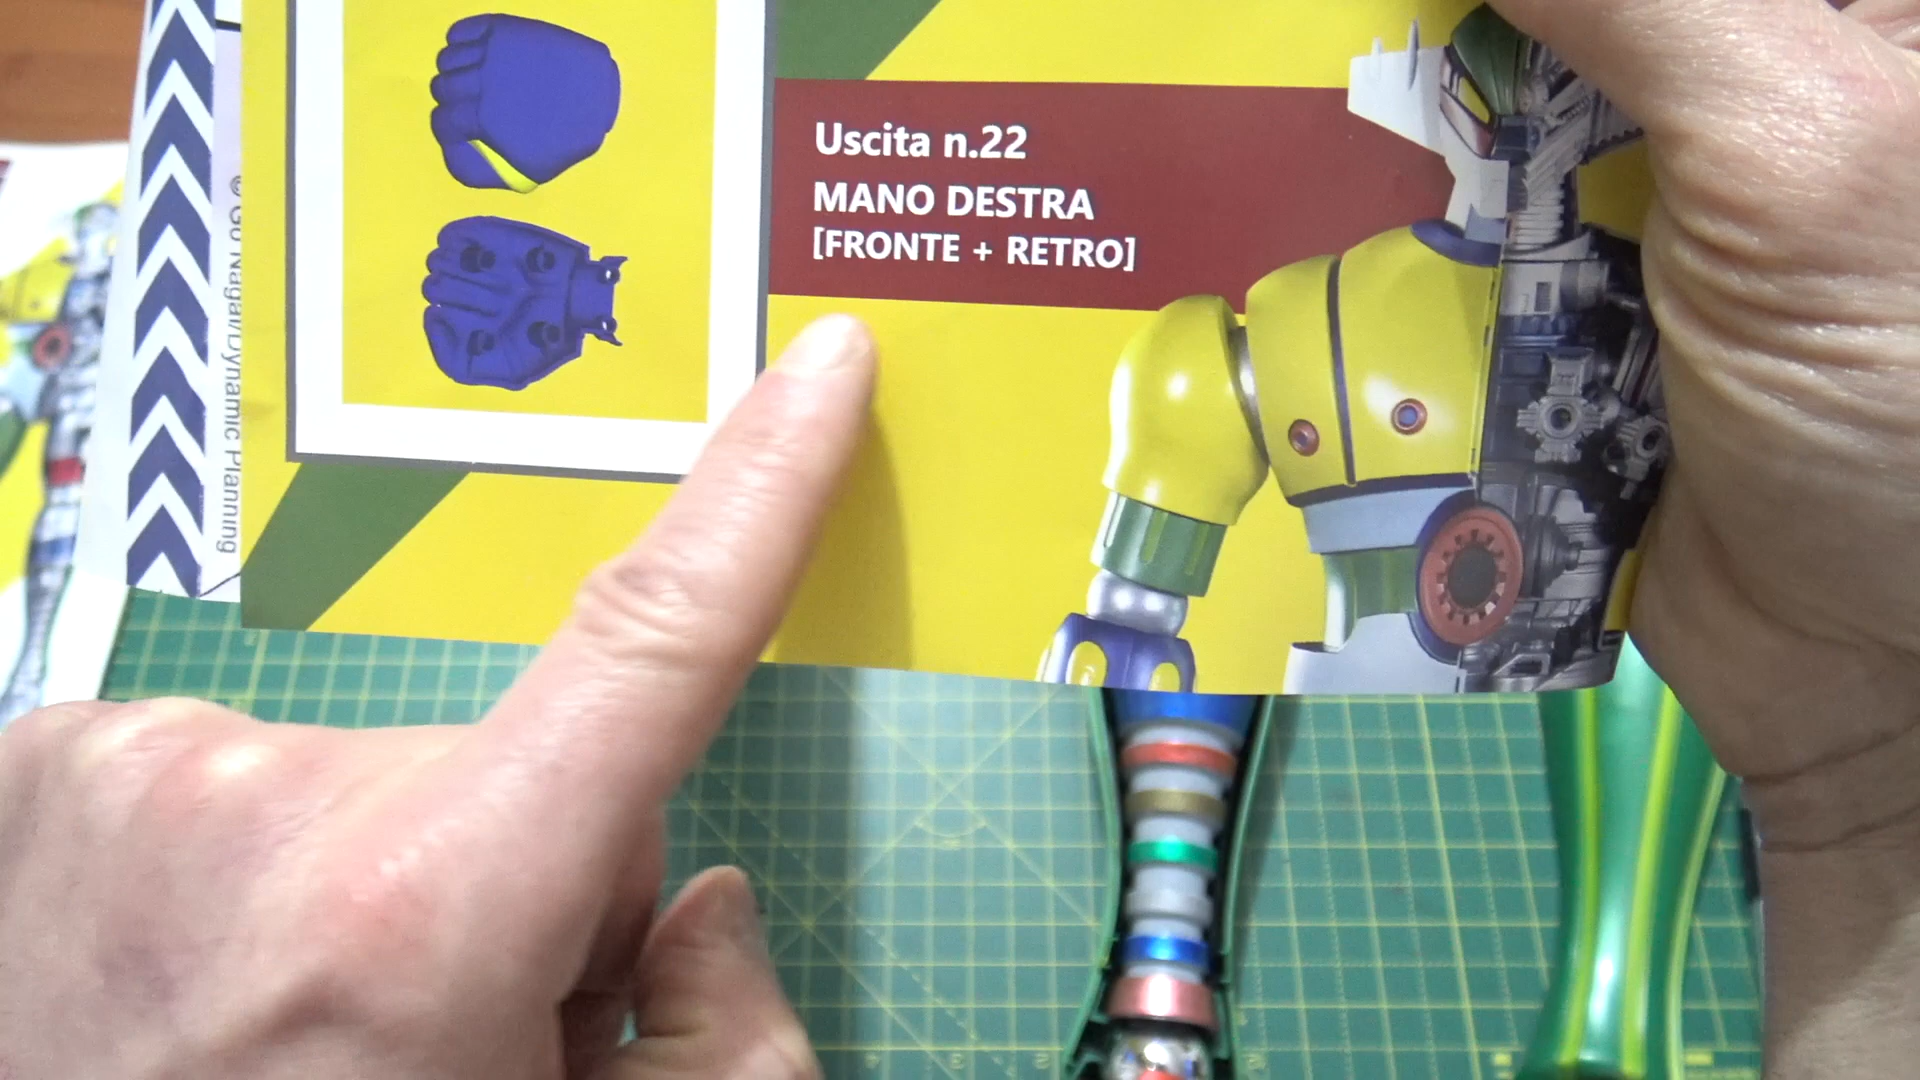 Uscita n.22
MANO DESTRA
[FRONTE + RETRO]
© Go Nagai/Dynamic Planning